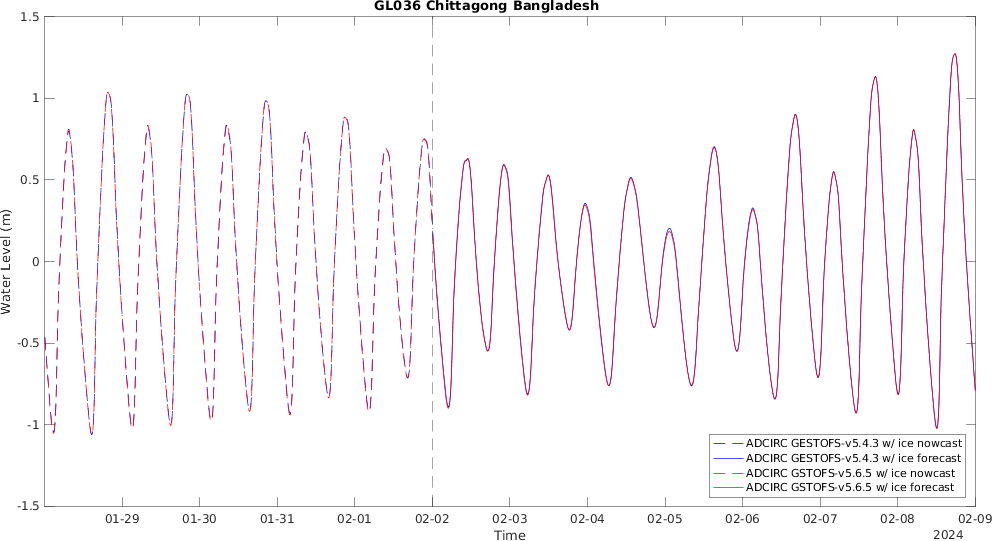 GL036 Chittagong Bangladesh
1.5
1
0.5
0
-0.5
-1
-1.5
Water Level (m)
01-29 01-30 01-31 02-01 02-02 02-03 02-04 02-05 02-06 02-07 02-08 02-09
Time
2024
ADCIRC GESTOFS-v5.4.3 w/ ice nowcast
ADCIRC GESTOFS-v5.4.3 w/ ice forecast
ADCIRC GSTOFS-v5.6.5 w/ ice nowcast
ADCIRC GSTOFS-v5.6.5 w/ ice forecast